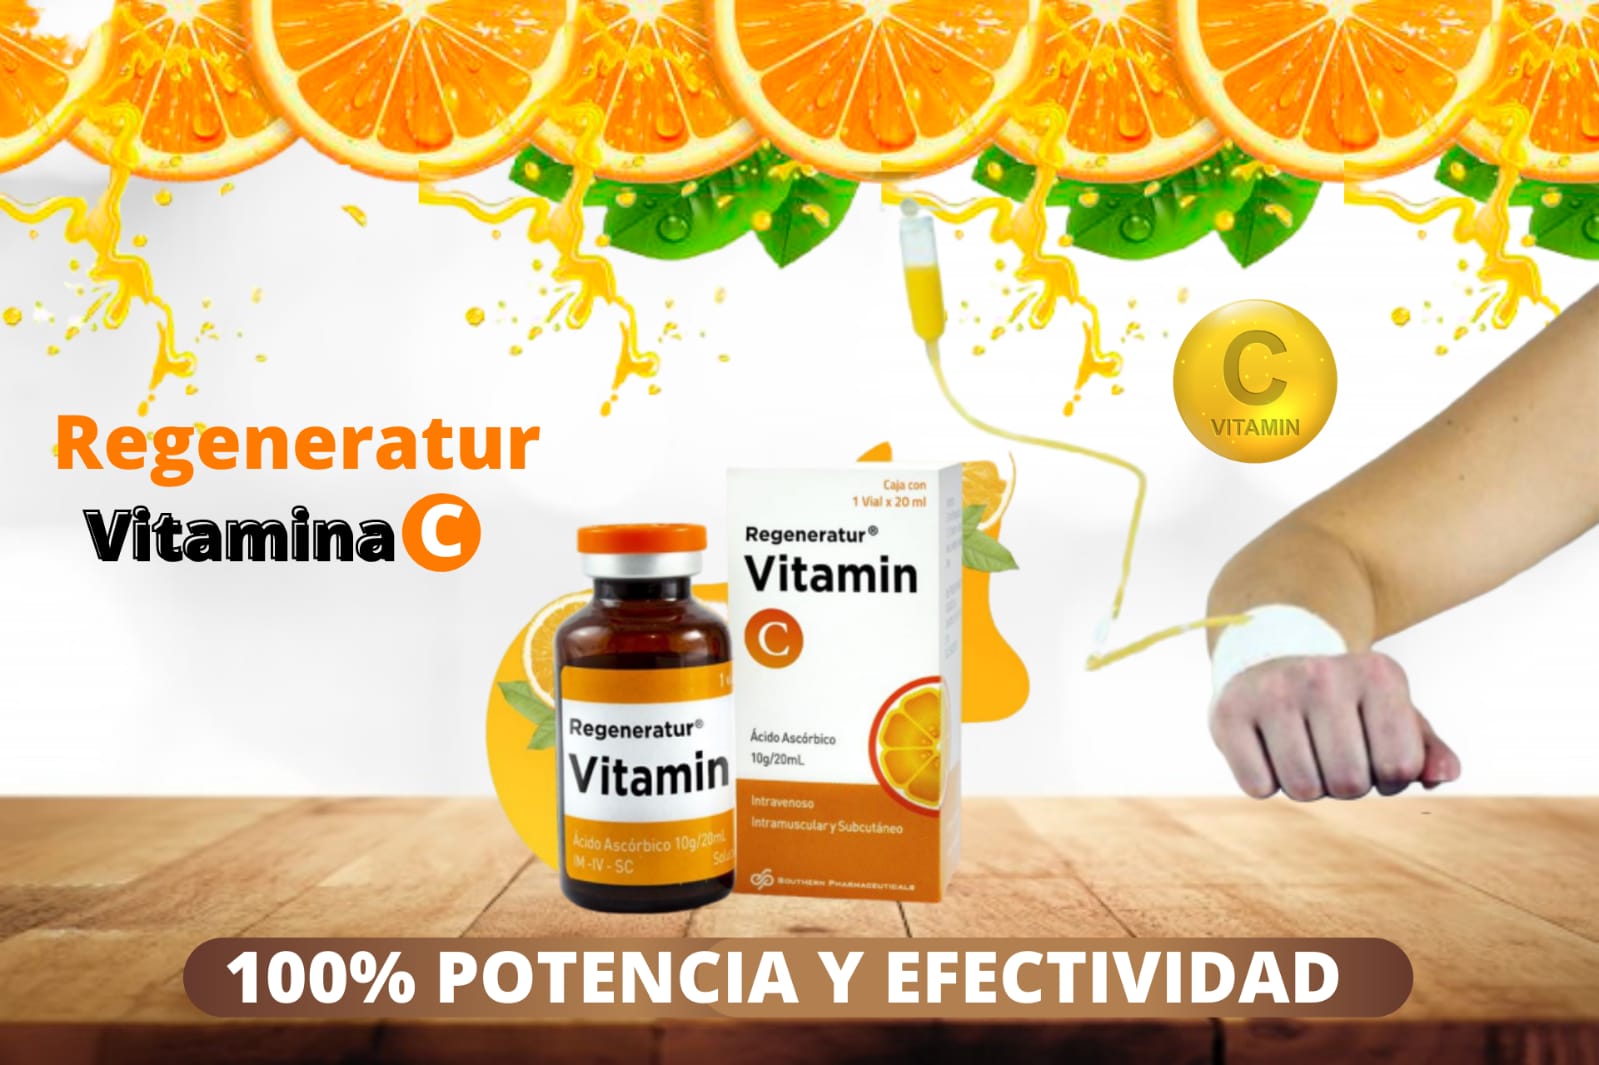 Regeneratur
Vitamina C
C
VITAMIN
Caja con
1 Vial x 20 ml
Regeneratur®
Vitamin
C
Ácido Ascórbico
10g/20mL
Intravenoso
Intramuscular y Subcutáneo
SOUTHERN PHARMACEUTICALS
Regeneratur®
Vitamin
Ácido Ascórbico 10g/20mL
IM - IV - SC
100% POTENCIA Y EFECTIVIDAD